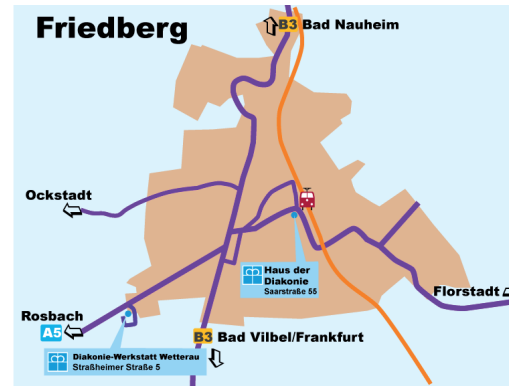 Friedberg
B3 Bad Nauheim
Ockstadt
Haus der
Diakonie
Saarstraße 55
Florstadt
Rosbach
A5
B3 Bad Vilbel/Frankfurt
Diakonie-Werkstatt Wetterau
Straßheimer Straße 5